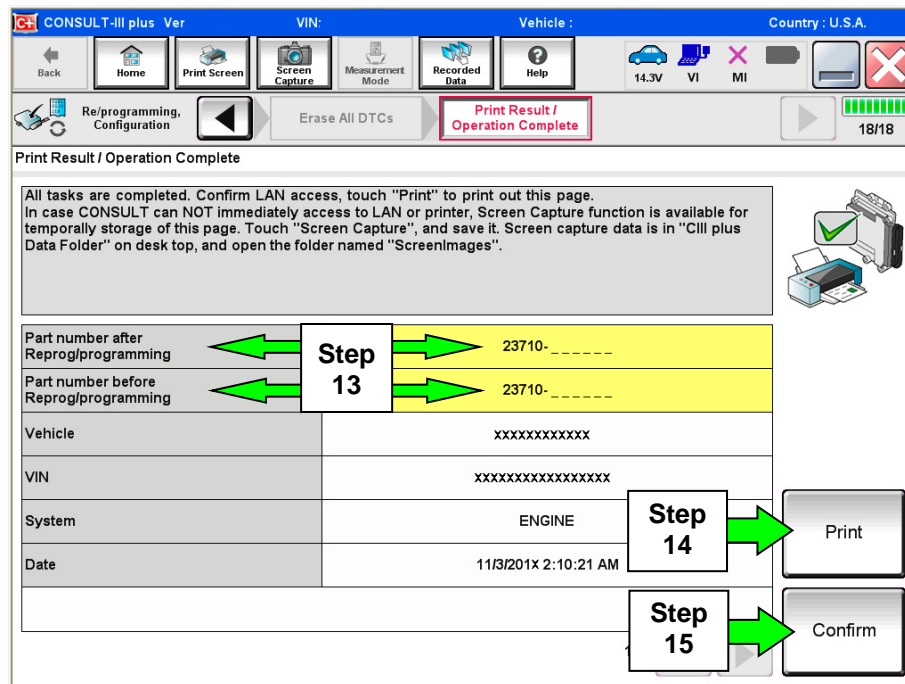 CONSULT-III plus Ver VIN: Vehicle : Country : U.S.A.
Back Home Print Screen Screen Capture Measurement Mode Recorded Data Help 14.3V VI MI
Re/programming, Configuration Erase All DTCs Print Result / Operation Complete 18/18
Print Result / Operation Complete
All tasks are completed. Confirm LAN access, touch "Print" to print out this page.
In case CONSULT can NOT immediately access to LAN or printer, Screen Capture function is available for
temporally storage of this page. Touch "Screen Capture", and save it. Screen capture data is in "CIII plus
Data Folder" on desk top, and open the folder named "ScreenImages".
Part number after
Reprog/programming
23710-_ _ _ _ _ _
Part number before
Reprog/programming
23710-_ _ _ _ _ _
Step
13
Vehicle xxxxxxxxxxxx
VIN xxxxxxxxxxxxxxxxx
System ENGINE
Step
14
Print
Date 11/3/201x 2:10:21 AM
Step
15
Confirm